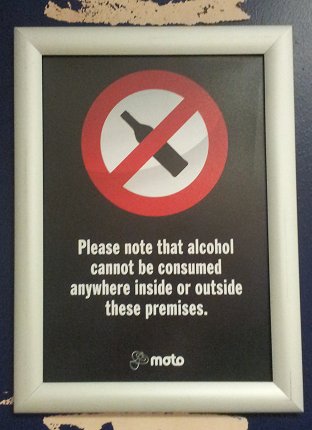 Please note that alcohol
cannot be consumed
anywhere inside or outside
these premises.
moto